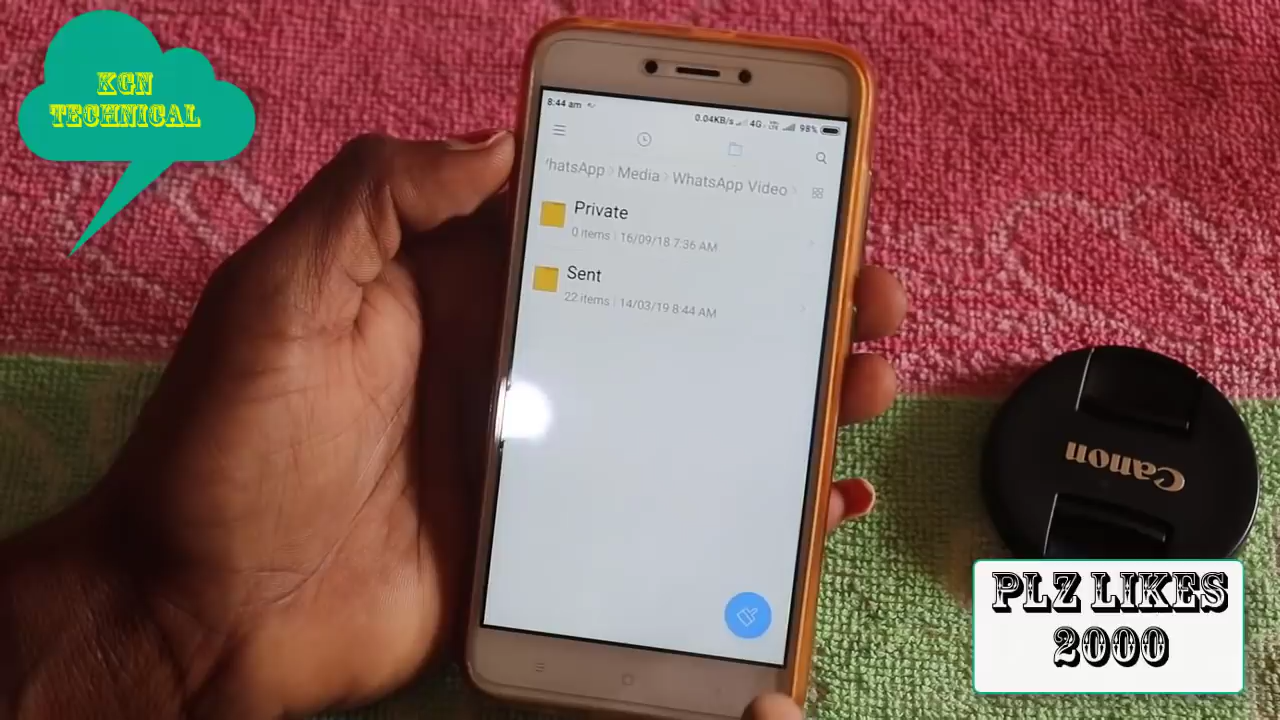 KGN
TECHNICAL
8:44 am
0.04KB/s 4G 98%
hatsApp > Media > WhatsApp Video >
Private
0 items | 16/09/18 7:36 AM
Sent
22 items | 14/03/19 8:44 AM
Canon
PLZ LIKES
2000